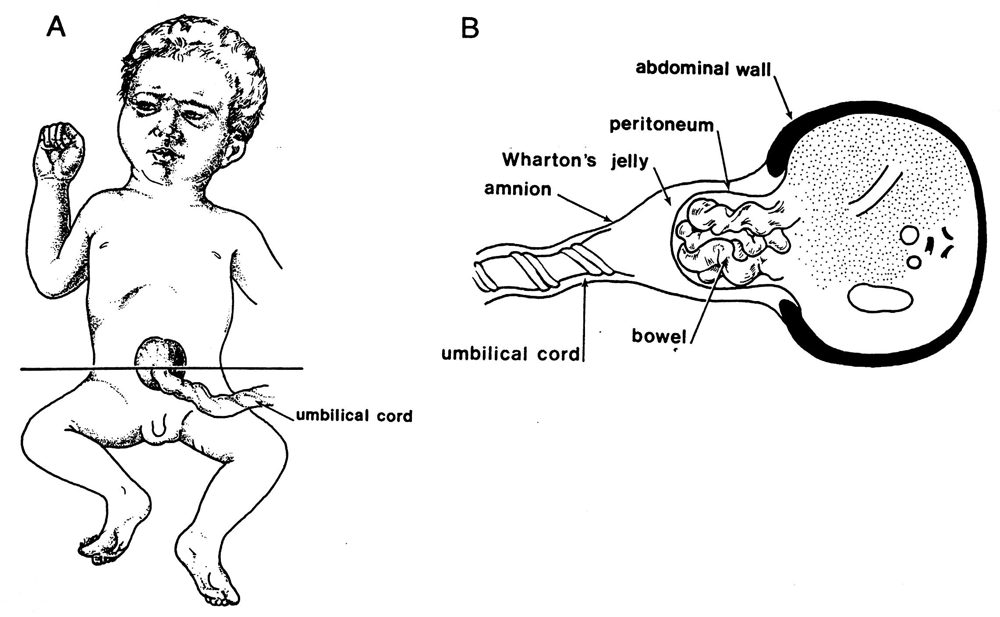 A
umbilical cord
B
abdominal wall
peritoneum
Wharton's jelly
amnion
bowel
umbilical cord